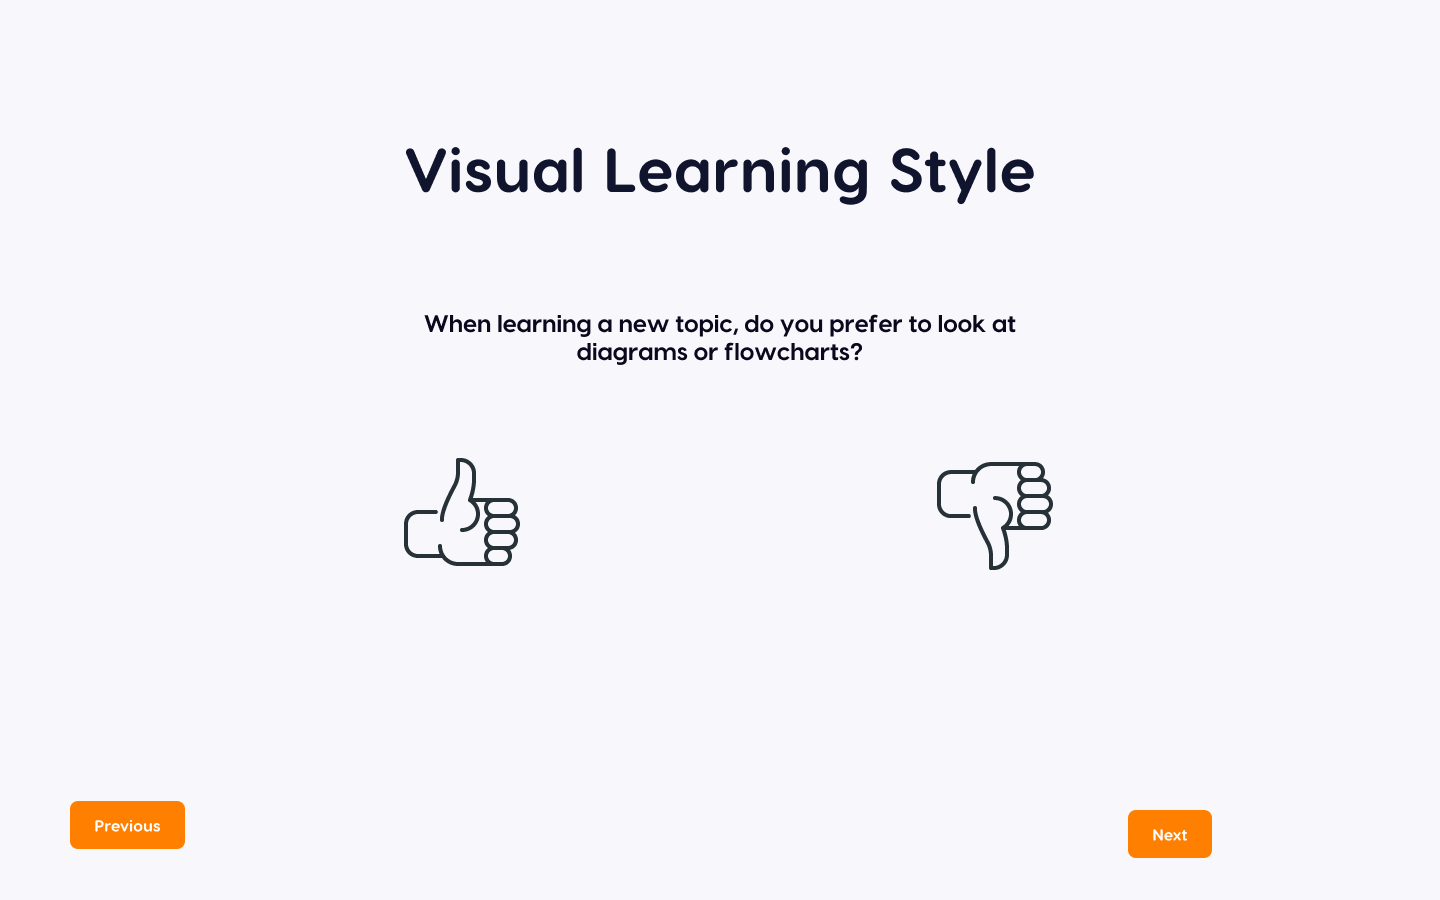 Visual Learning Style
When learning a new topic, do you prefer to look at
diagrams or flowcharts?
Previous
Next